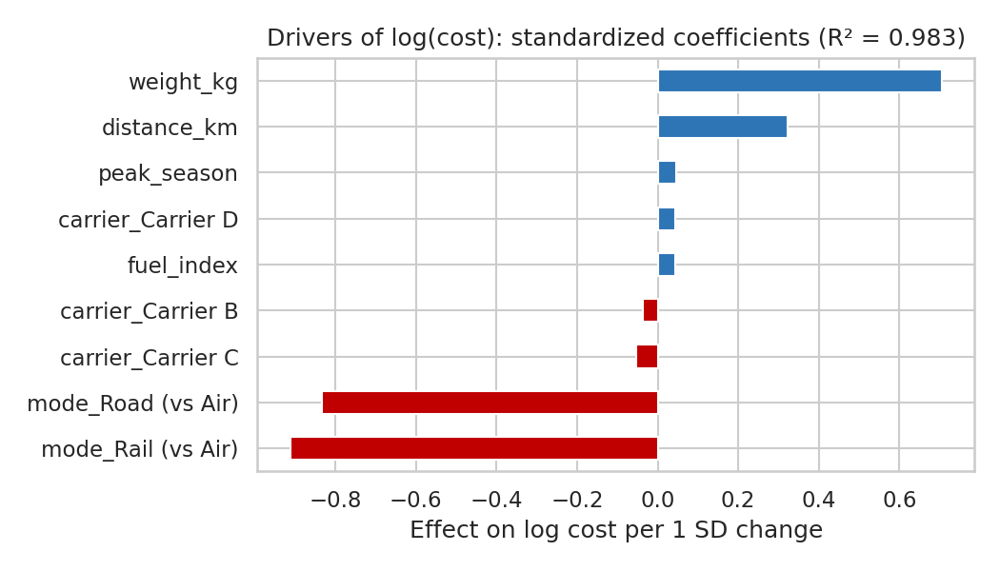 Drivers of log(cost): standardized coefficients (R² = 0.983)
weight_kg
distance_km
peak_season
carrier_Carrier D
fuel_index
carrier_Carrier B
carrier_Carrier C
mode_Road (vs Air)
mode_Rail (vs Air)
−0.8 −0.6 −0.4 −0.2 0.0 0.2 0.4 0.6
Effect on log cost per 1 SD change